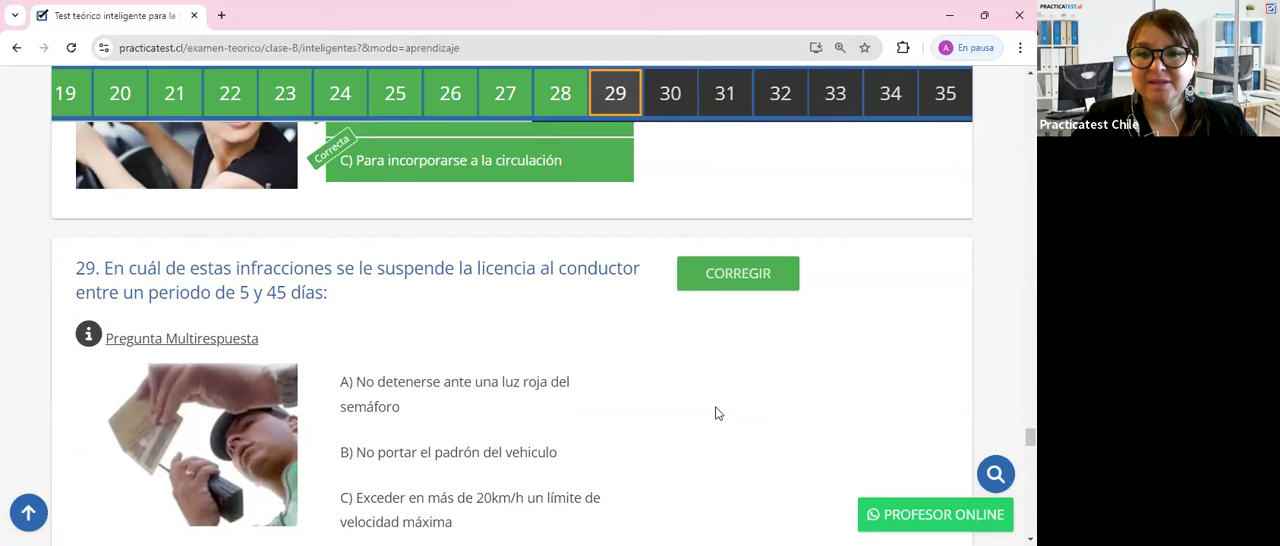 Test teórico inteligente para la
practicatest.cl/examen-teorico/clase-B/inteligentes?&modo=aprendizaje
A
En pausa
PRACTICATEST.cl
19 20 21 22 23 24 25 26 27 28 29 30 31 32 33 34 35
Practicatest Chile
Correcta
C) Para incorporarse a la circulación
29. En cuál de estas infracciones se le suspende la licencia al conductor
entre un periodo de 5 y 45 días:
CORREGIR
Pregunta Multirespuesta
A) No detenerse ante una luz roja del
semáforo
B) No portar el padrón del vehiculo
C) Exceder en más de 20km/h un límite de
velocidad máxima
PROFESOR ONLINE